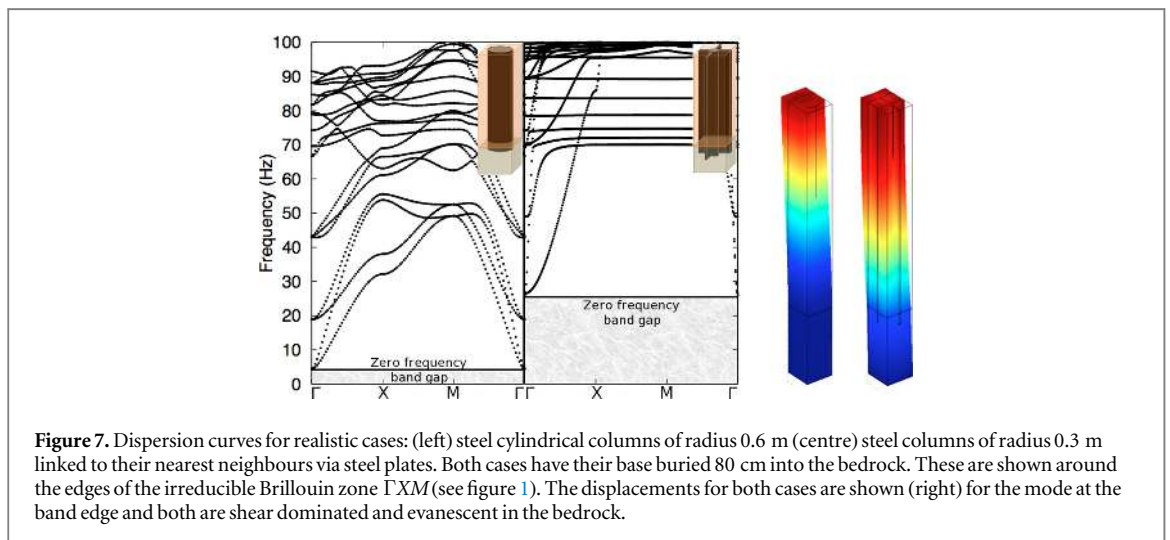 100
90
80
70
60
50
40
30
20
10
0
Frequency (Hz)
Zero frequency
band gap
Zero frequency
band gap
Γ X M Γ Γ X M Γ
Figure 7. Dispersion curves for realistic cases: (left) steel cylindrical columns of radius 0.6 m (centre) steel columns of radius 0.3 m
linked to their nearest neighbours via steel plates. Both cases have their base buried 80 cm into the bedrock. These are shown around
the edges of the irreducible Brillouin zone ΓXM (see figure 1). The displacements for both cases are shown (right) for the mode at the
band edge and both are shear dominated and evanescent in the bedrock.